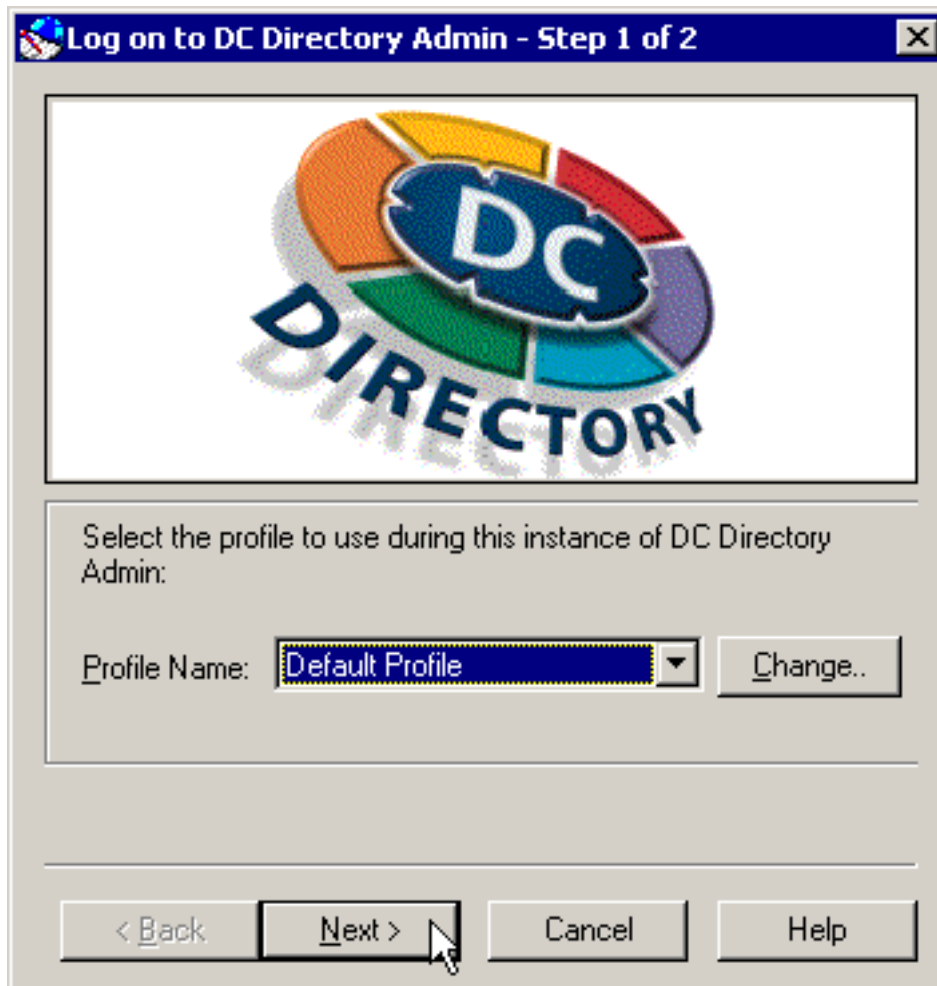 Log on to DC Directory Admin - Step 1 of 2
DC
DIRECTORY
Select the profile to use during this instance of DC Directory
Admin:
Profile Name: Default Profile Change..
< Back Next > Cancel Help